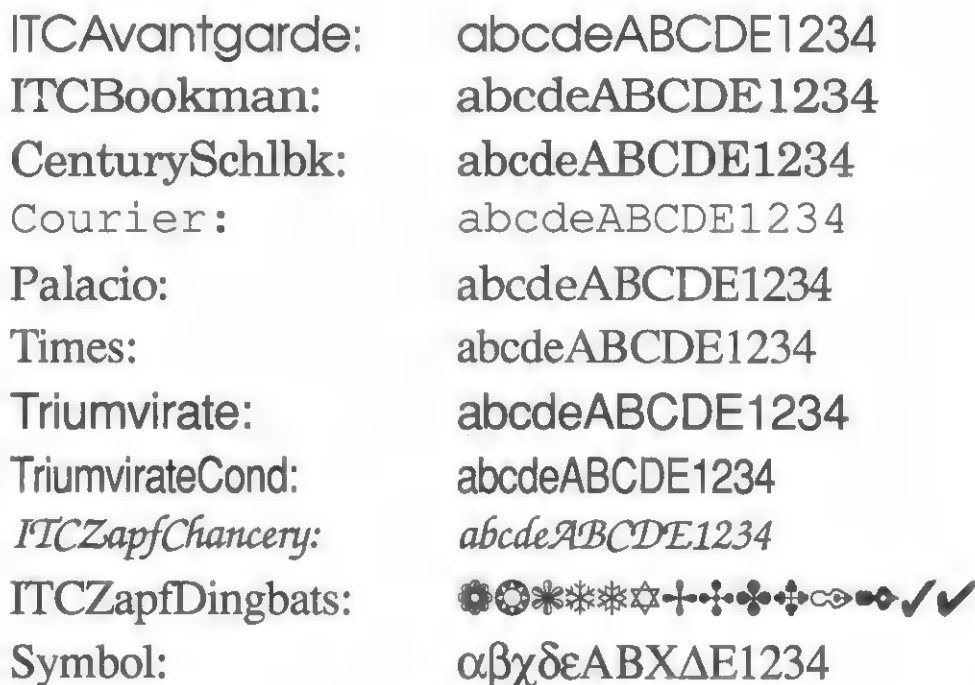 ITCAvantgarde: abcdeABCDE1234
ITCBookman: abcdeABCDE1234
CenturySchlbk: abcdeABCDE1234
Courier: abcdeABCDE1234
Palacio: abcdeABCDE1234
Times: abcdeABCDE1234
Triumvirate: abcdeABCDE1234
TriumvirateCond: abcdeABCDE1234
ITCZapfChancery: abcdeABCDE1234
ITCZapfDingbats: ❁❂❃❄❅✡✢✣✤✥✑✒✓✔
Symbol: αβχδεΑΒΧΔΕ1234